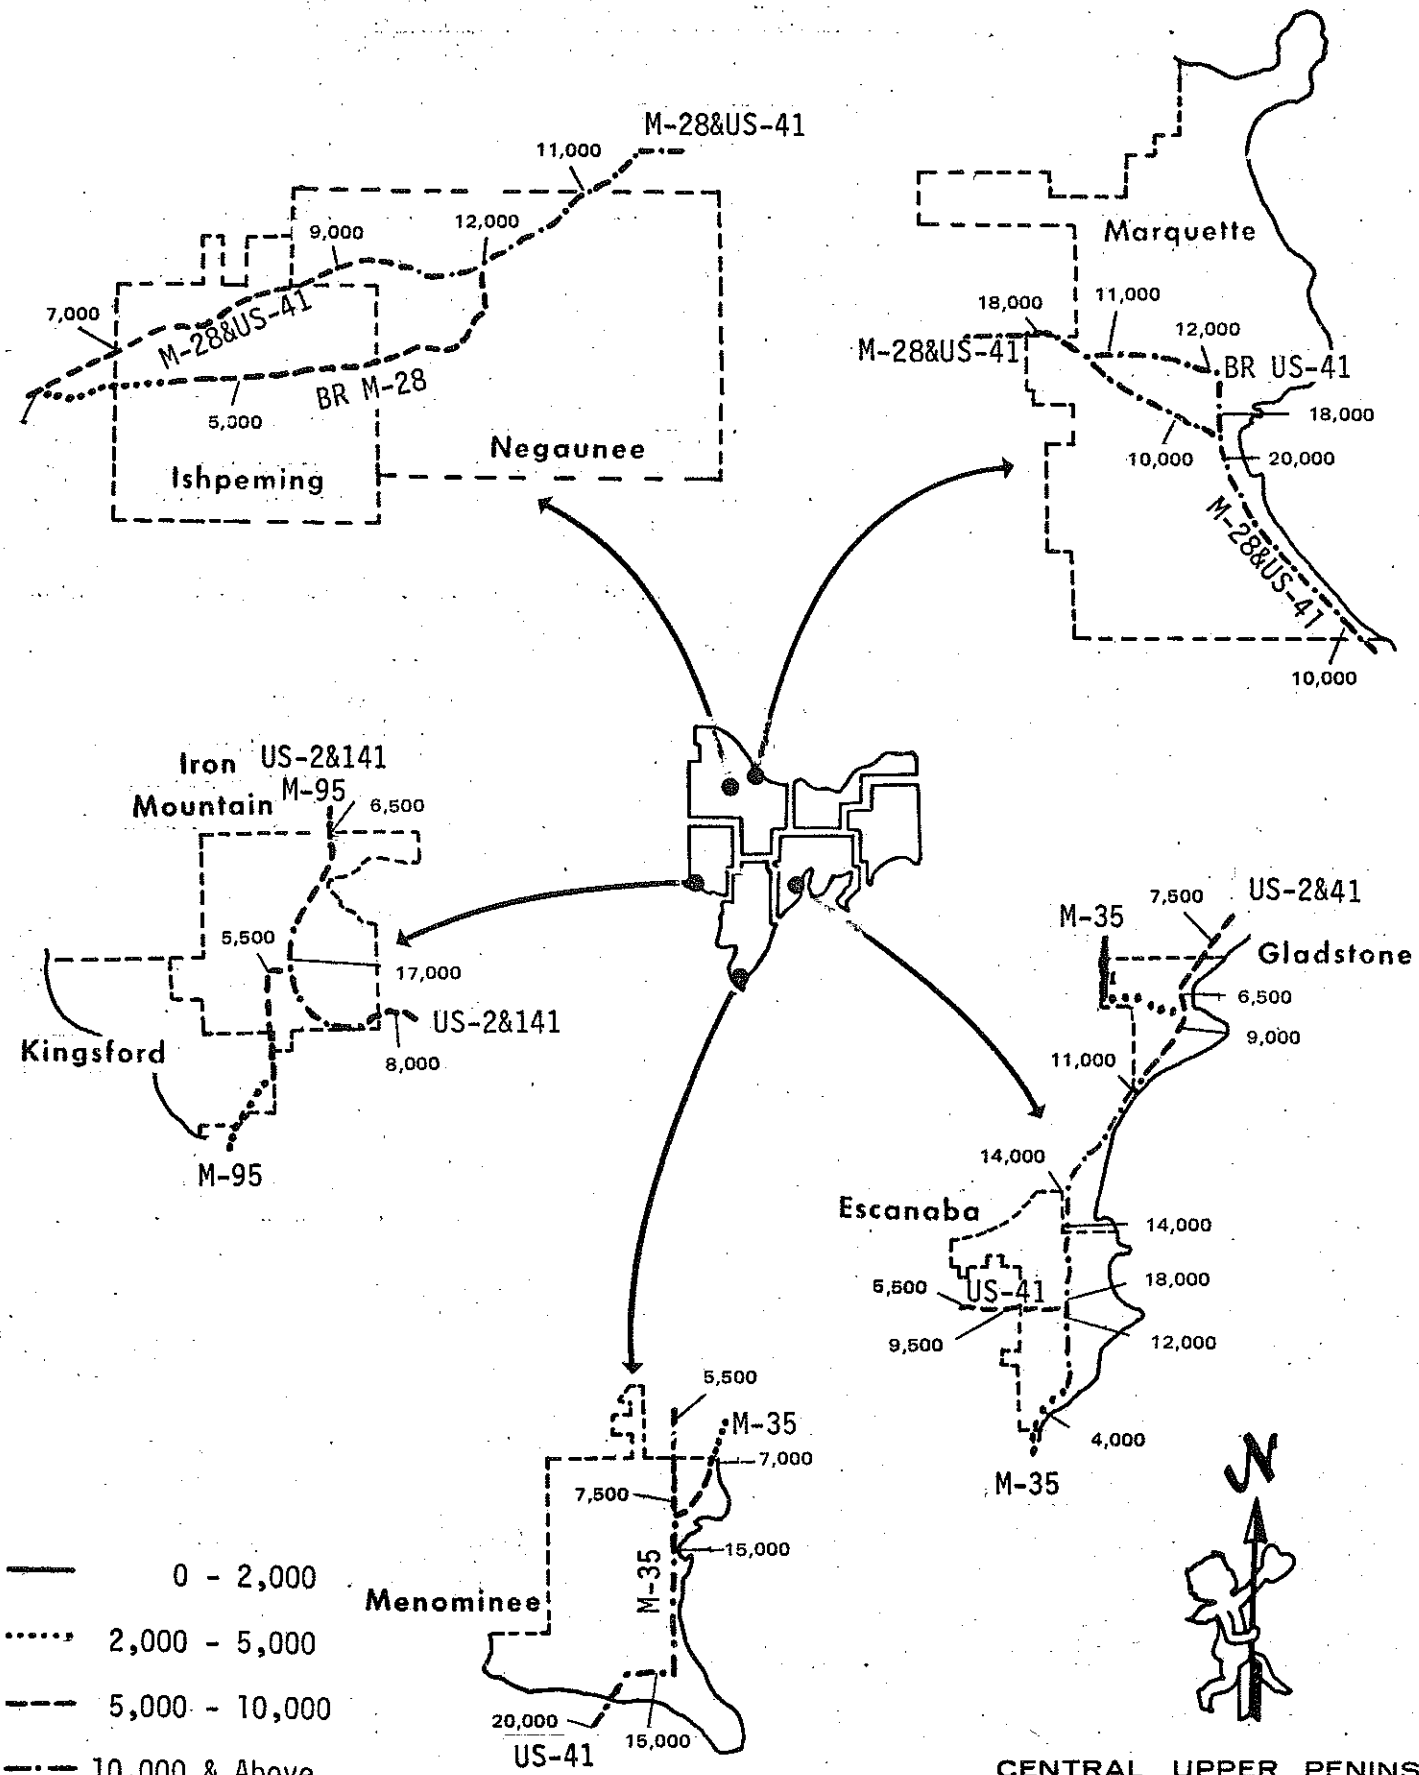 M-28&US-41
11,000
12,000
9,000
7,000
M-28&US-41
BR M-28
5,000
Negaunee
Ishpeming
Marquette
18,000
11,000
12,000
M-28&US-41
BR US-41
18,000
10,000
20,000
M-28&US-41
10,000
Iron
Mountain
US-2&141
M-95
6,500
5,500
17,000
US-2&141
8,000
Kingsford
M-95
7,500
US-2&41
M-35
Gladstone
6,500
9,000
11,000
14,000
Escanaba
14,000
18,000
5,500
US-41
9,500
12,000
4,000
M-35
5,500
M-35
7,000
7,500
15,000
M-35
Menominee
20,000
15,000
US-41
N
0 - 2,000
2,000 - 5,000
5,000 - 10,000
10,000 & Above
CENTRAL UPPER PENINS